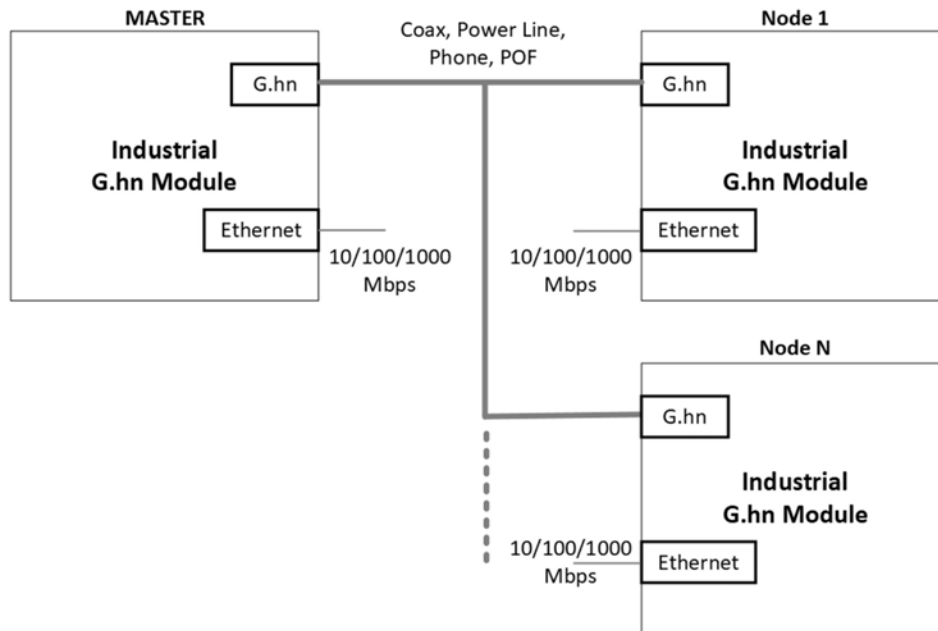 MASTER
Coax, Power Line,
Phone, POF
Node 1
G.hn
G.hn
Industrial
G.hn Module
Industrial
G.hn Module
Ethernet
10/100/1000
Mbps
10/100/1000
Mbps
Ethernet
Node N
G.hn
Industrial
G.hn Module
10/100/1000
Mbps
Ethernet